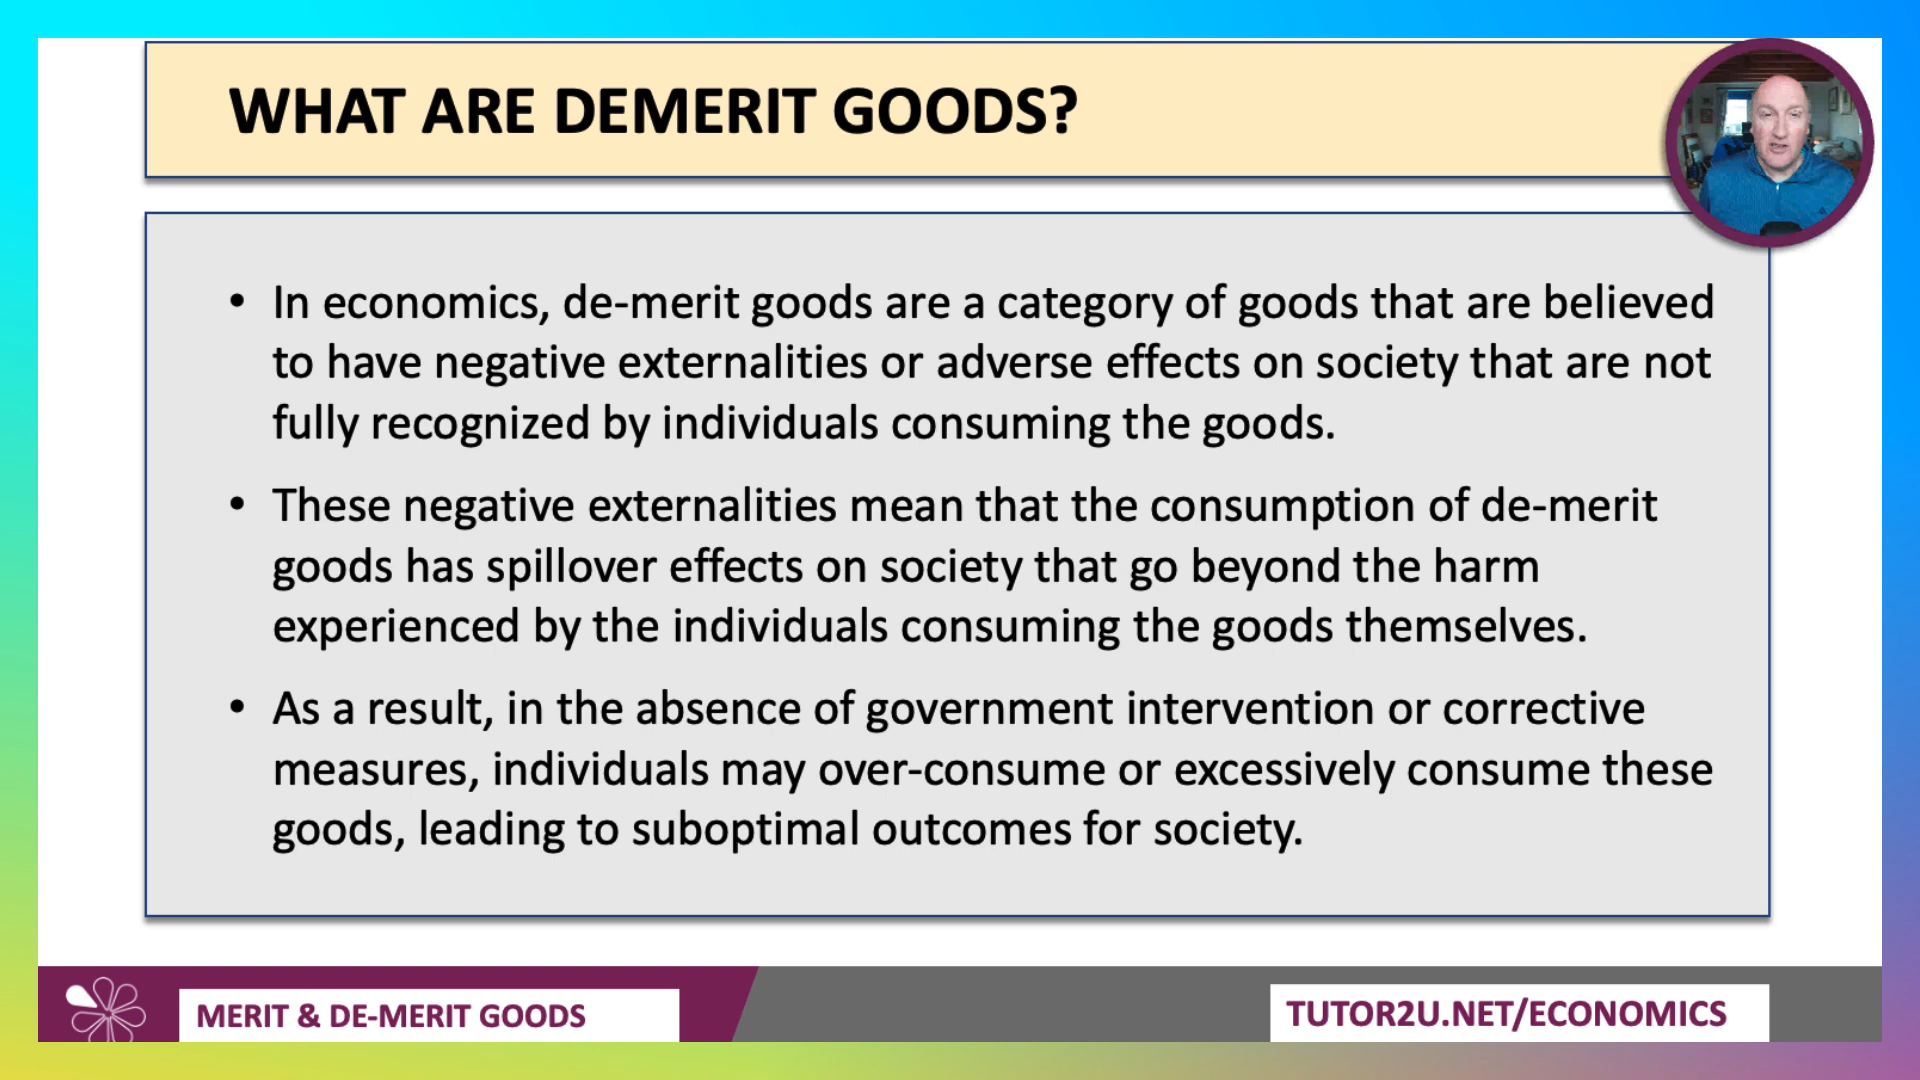 WHAT ARE DEMERIT GOODS?
• In economics, de-merit goods are a category of goods that are believed
to have negative externalities or adverse effects on society that are not
fully recognized by individuals consuming the goods.
• These negative externalities mean that the consumption of de-merit
goods has spillover effects on society that go beyond the harm
experienced by the individuals consuming the goods themselves.
• As a result, in the absence of government intervention or corrective
measures, individuals may over-consume or excessively consume these
goods, leading to suboptimal outcomes for society.
MERIT & DE-MERIT GOODS
TUTOR2U.NET/ECONOMICS